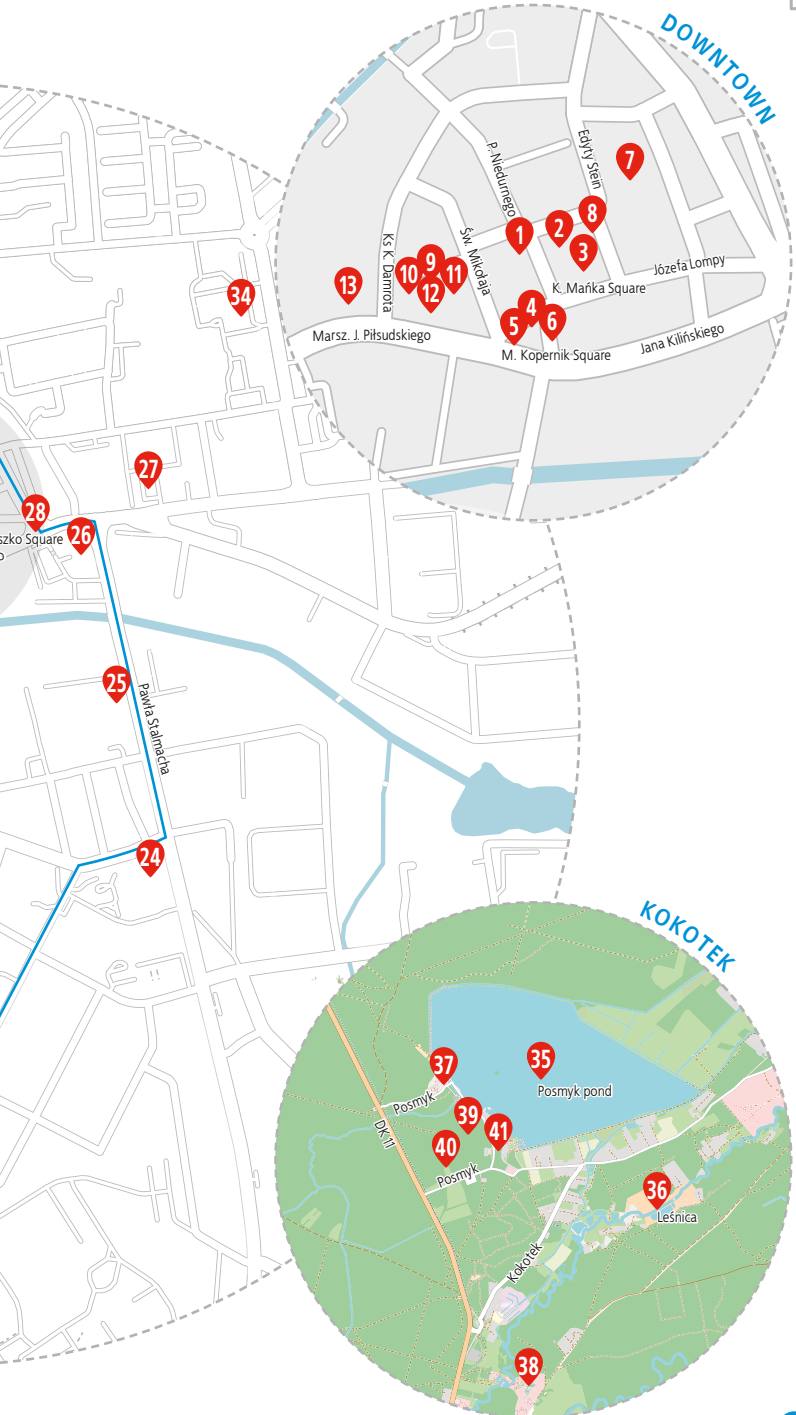 DOWNTOWN
P. Niedurnego
Edyty Stein
7
8
2
1
3
Ks K. Damrota
Św. Mikołaja
9
10
11
12
13
Józefa Lompy
K. Mańka Square
4
5
6
Marsz. J. Piłsudskiego
M. Kopernik Square
Jana Kilińskiego
34
27
28
26
szko Square
o
25
Pawła Stalmacha
24
KOKOTEK
35
Posmyk pond
37
Posmyk
39
41
DK 11
40
Posmyk
36
Leśnica
Kokotek
38